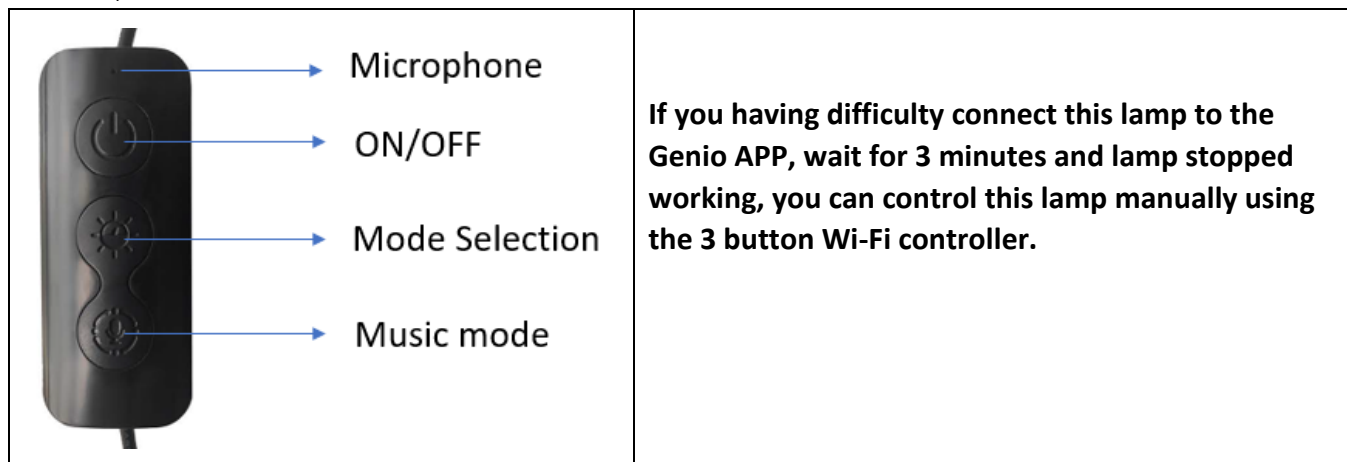 Microphone
ON/OFF
Mode Selection
Music mode
If you having difficulty connect this lamp to the
Genio APP, wait for 3 minutes and lamp stopped
working, you can control this lamp manually using
the 3 button Wi-Fi controller.